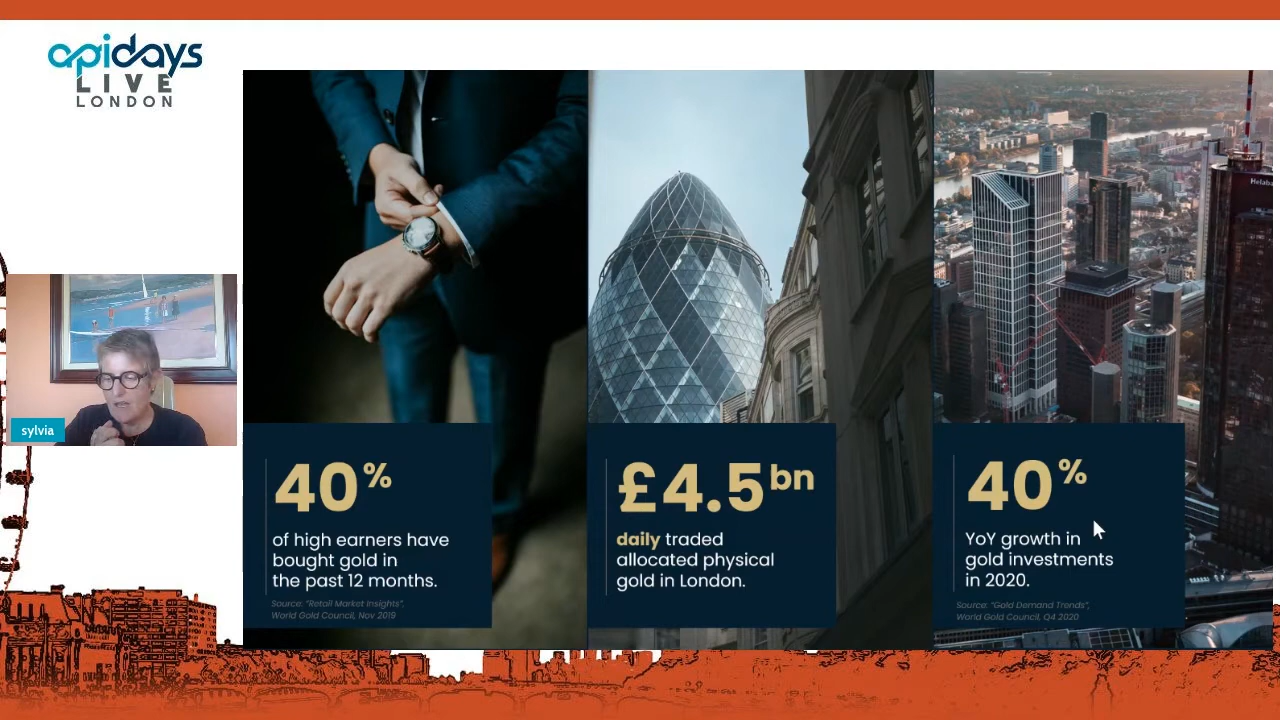 apidays
LIVE
LONDON
Helaba
sylvia
40%
of high earners have
bought gold in
the past 12 months.
Source: "Retail Market Insights",
World Gold Council, Nov 2019
£4.5bn
daily traded
allocated physical
gold in London.
40%
YoY growth in
gold investments
in 2020.
Source: "Gold Demand Trends",
World Gold Council, Q4 2020